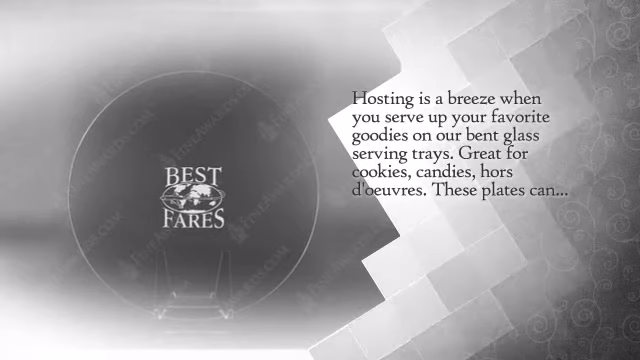 BEST
FARES
Hosting is a breeze when
you serve up your favorite
goodies on our bent glass
serving trays. Great for
cookies, candies, hors
d'oeuvres. These plates can...